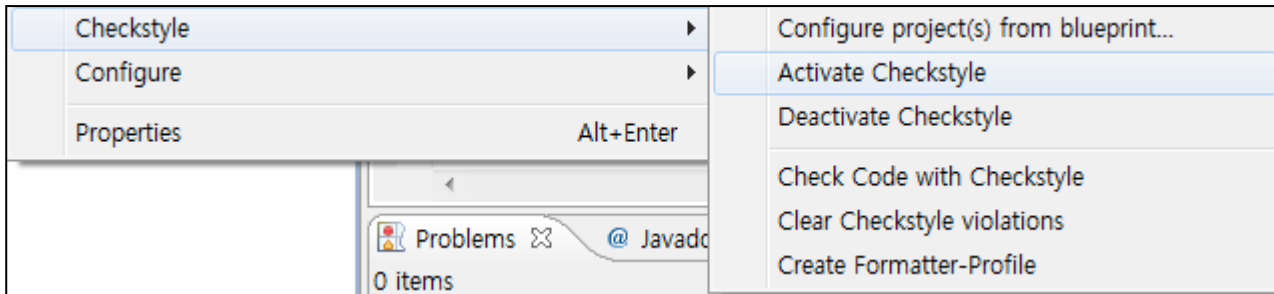 Checkstyle
Configure
Properties Alt+Enter
Configure project(s) from blueprint...
Activate Checkstyle
Deactivate Checkstyle
Check Code with Checkstyle
Clear Checkstyle violations
Create Formatter-Profile
Problems @ Javado
0 items